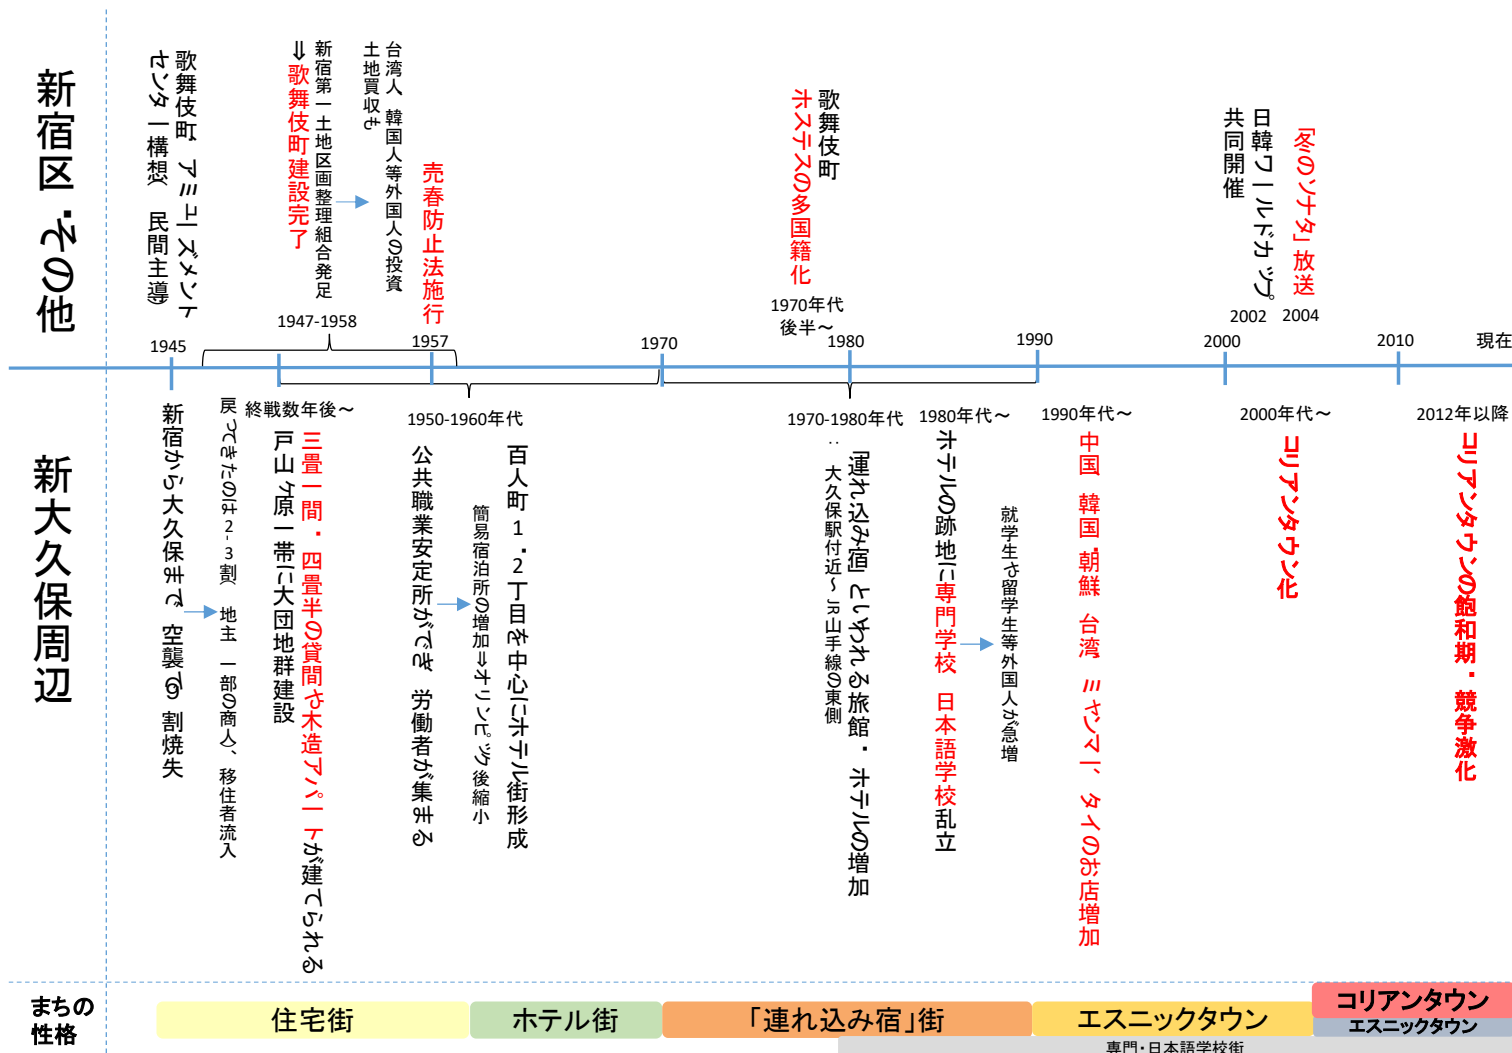 新宿区・その他
歌舞伎町、アミューズメント
センター構想（民間主導）
新宿第一土地区画整理組合発足
⇒歌舞伎町建設完了
台湾人、韓国人等外国人の投資、
土地買収も
売春防止法施行
歌舞伎町
ホステスの多国籍化
日韓ワールドカップ
共同開催
「冬のソナタ」放送
1947-1958
1970年代
後半～
2002
2004
1945
1957
1970
1980
1990
2000
2010
現在
新大久保周辺
終戦数年後～
1950-1960年代
1970-1980年代
1980年代～
1990年代～
2000年代～
2012年以降
新宿から大久保まで、空襲で9割焼失
戻ってきたのは2-3割（地主、一部の商人）、移住者流入
三畳一間・四畳半の貸間や木造アパートが建てられる
戸山ヶ原一帯に大団地群建設
公共職業安定所ができ、労働者が集まる
簡易宿泊所の増加⇒オリンピック後縮小
百人町1・2丁目を中心にホテル街形成
「連れ込み宿」といわれる旅館・ホテルの増加
：大久保駅付近～JR山手線の東側
ホテルの跡地に専門学校、日本語学校乱立
就学生や留学生等外国人が急増
中国、韓国・朝鮮、台湾、ミャンマー、タイのお店増加
コリアンタウン化
コリアンタウンの飽和期・競争激化
まちの
性格
住宅街
ホテル街
「連れ込み宿」街
エスニックタウン
コリアンタウン
エスニックタウン
専門・日本語学校街